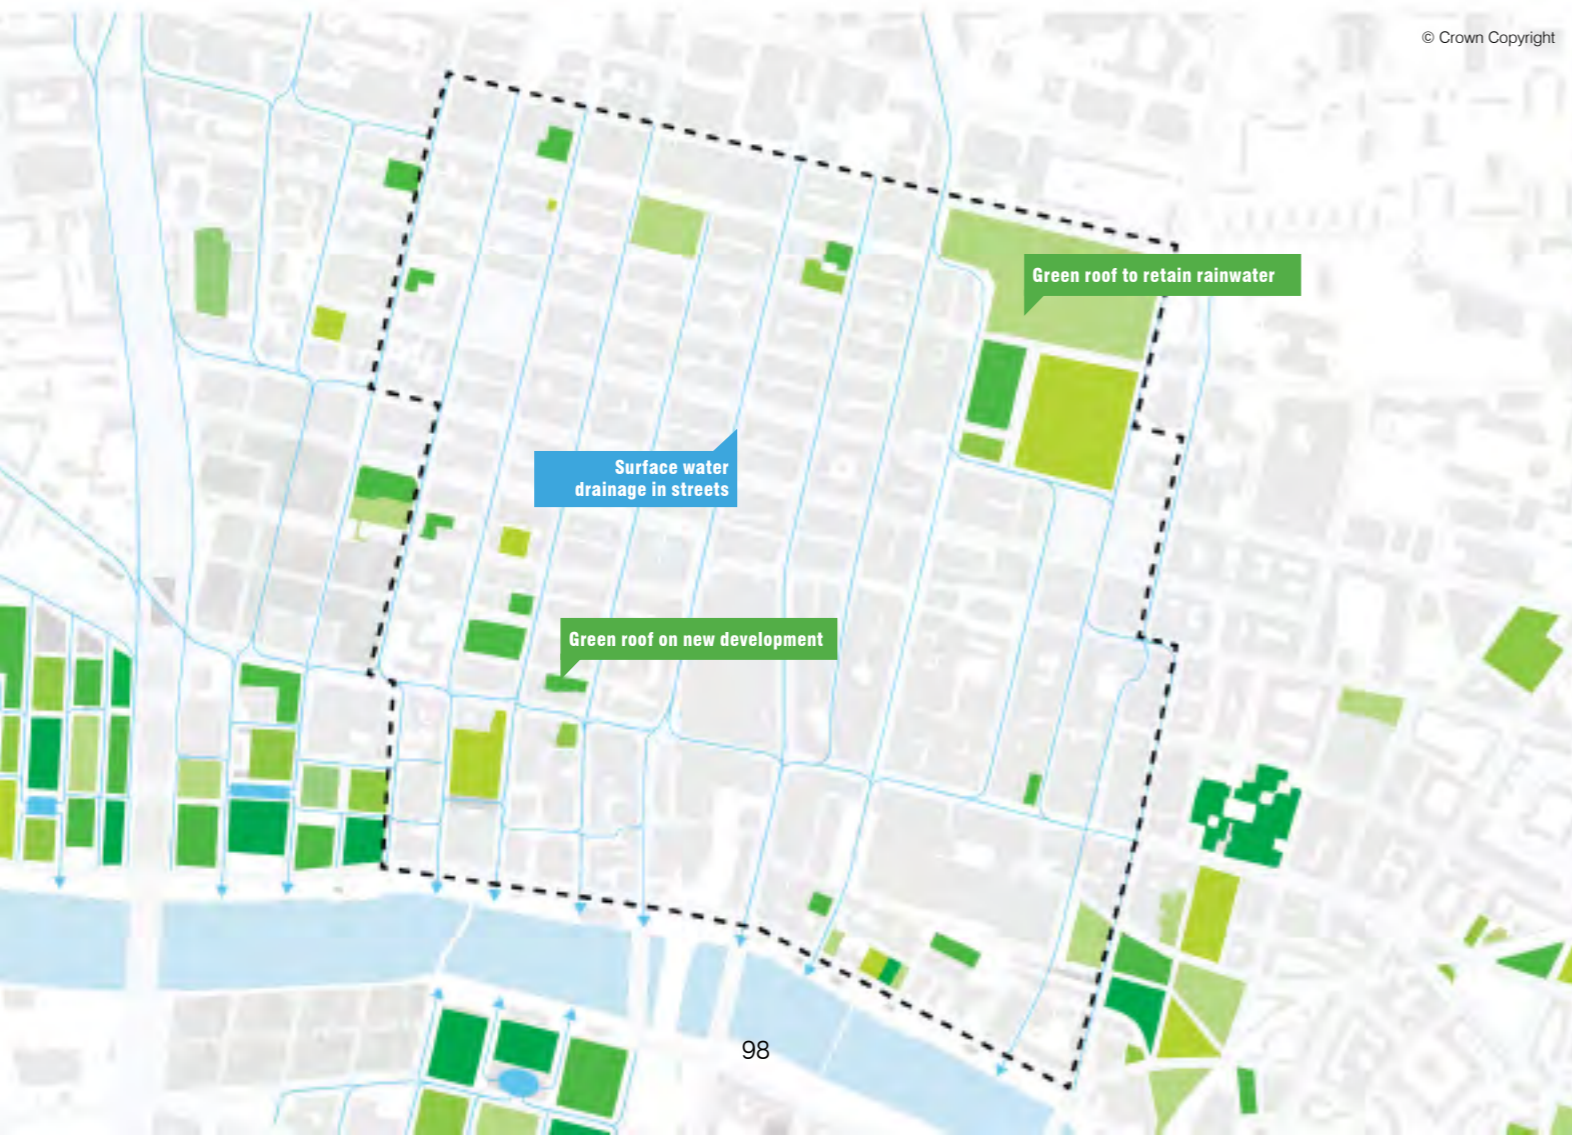 © Crown Copyright
Green roof to retain rainwater
Surface water
drainage in streets
Green roof on new development
98